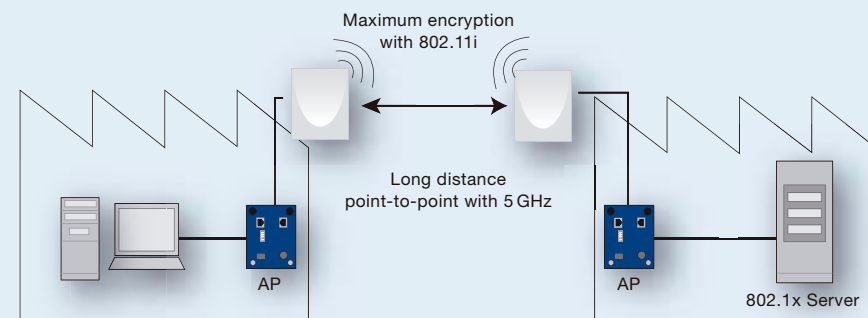 Maximum encryption
with 802.11i
Long distance
point-to-point with 5 GHz
AP
AP
802.1x Server